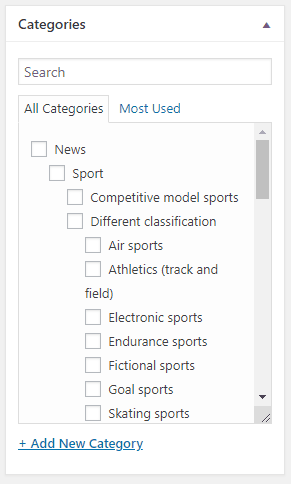 Categories
Search
All Categories Most Used
News
Sport
Competitive model sports
Different classification
Air sports
Athletics (track and
field)
Electronic sports
Endurance sports
Fictional sports
Goal sports
Skating sports
+ Add New Category